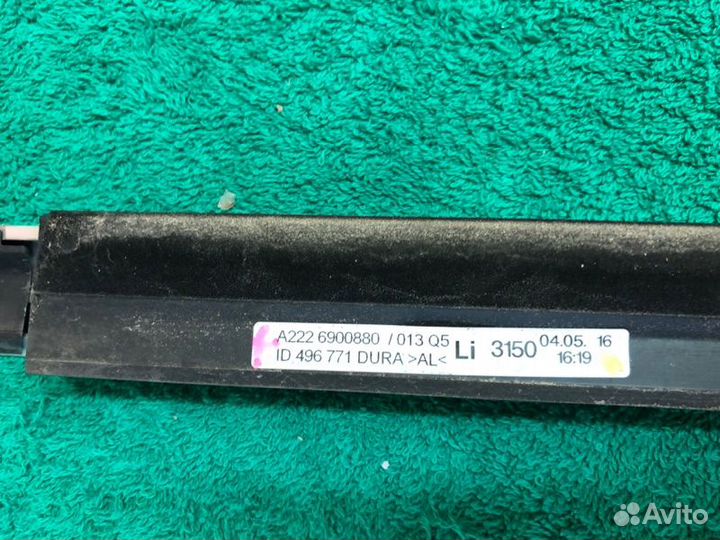 A222 6900880 / 013 Q5
ID 496 771 DURA >AL<
Li 3150
04.05. 16
16:19
Avito